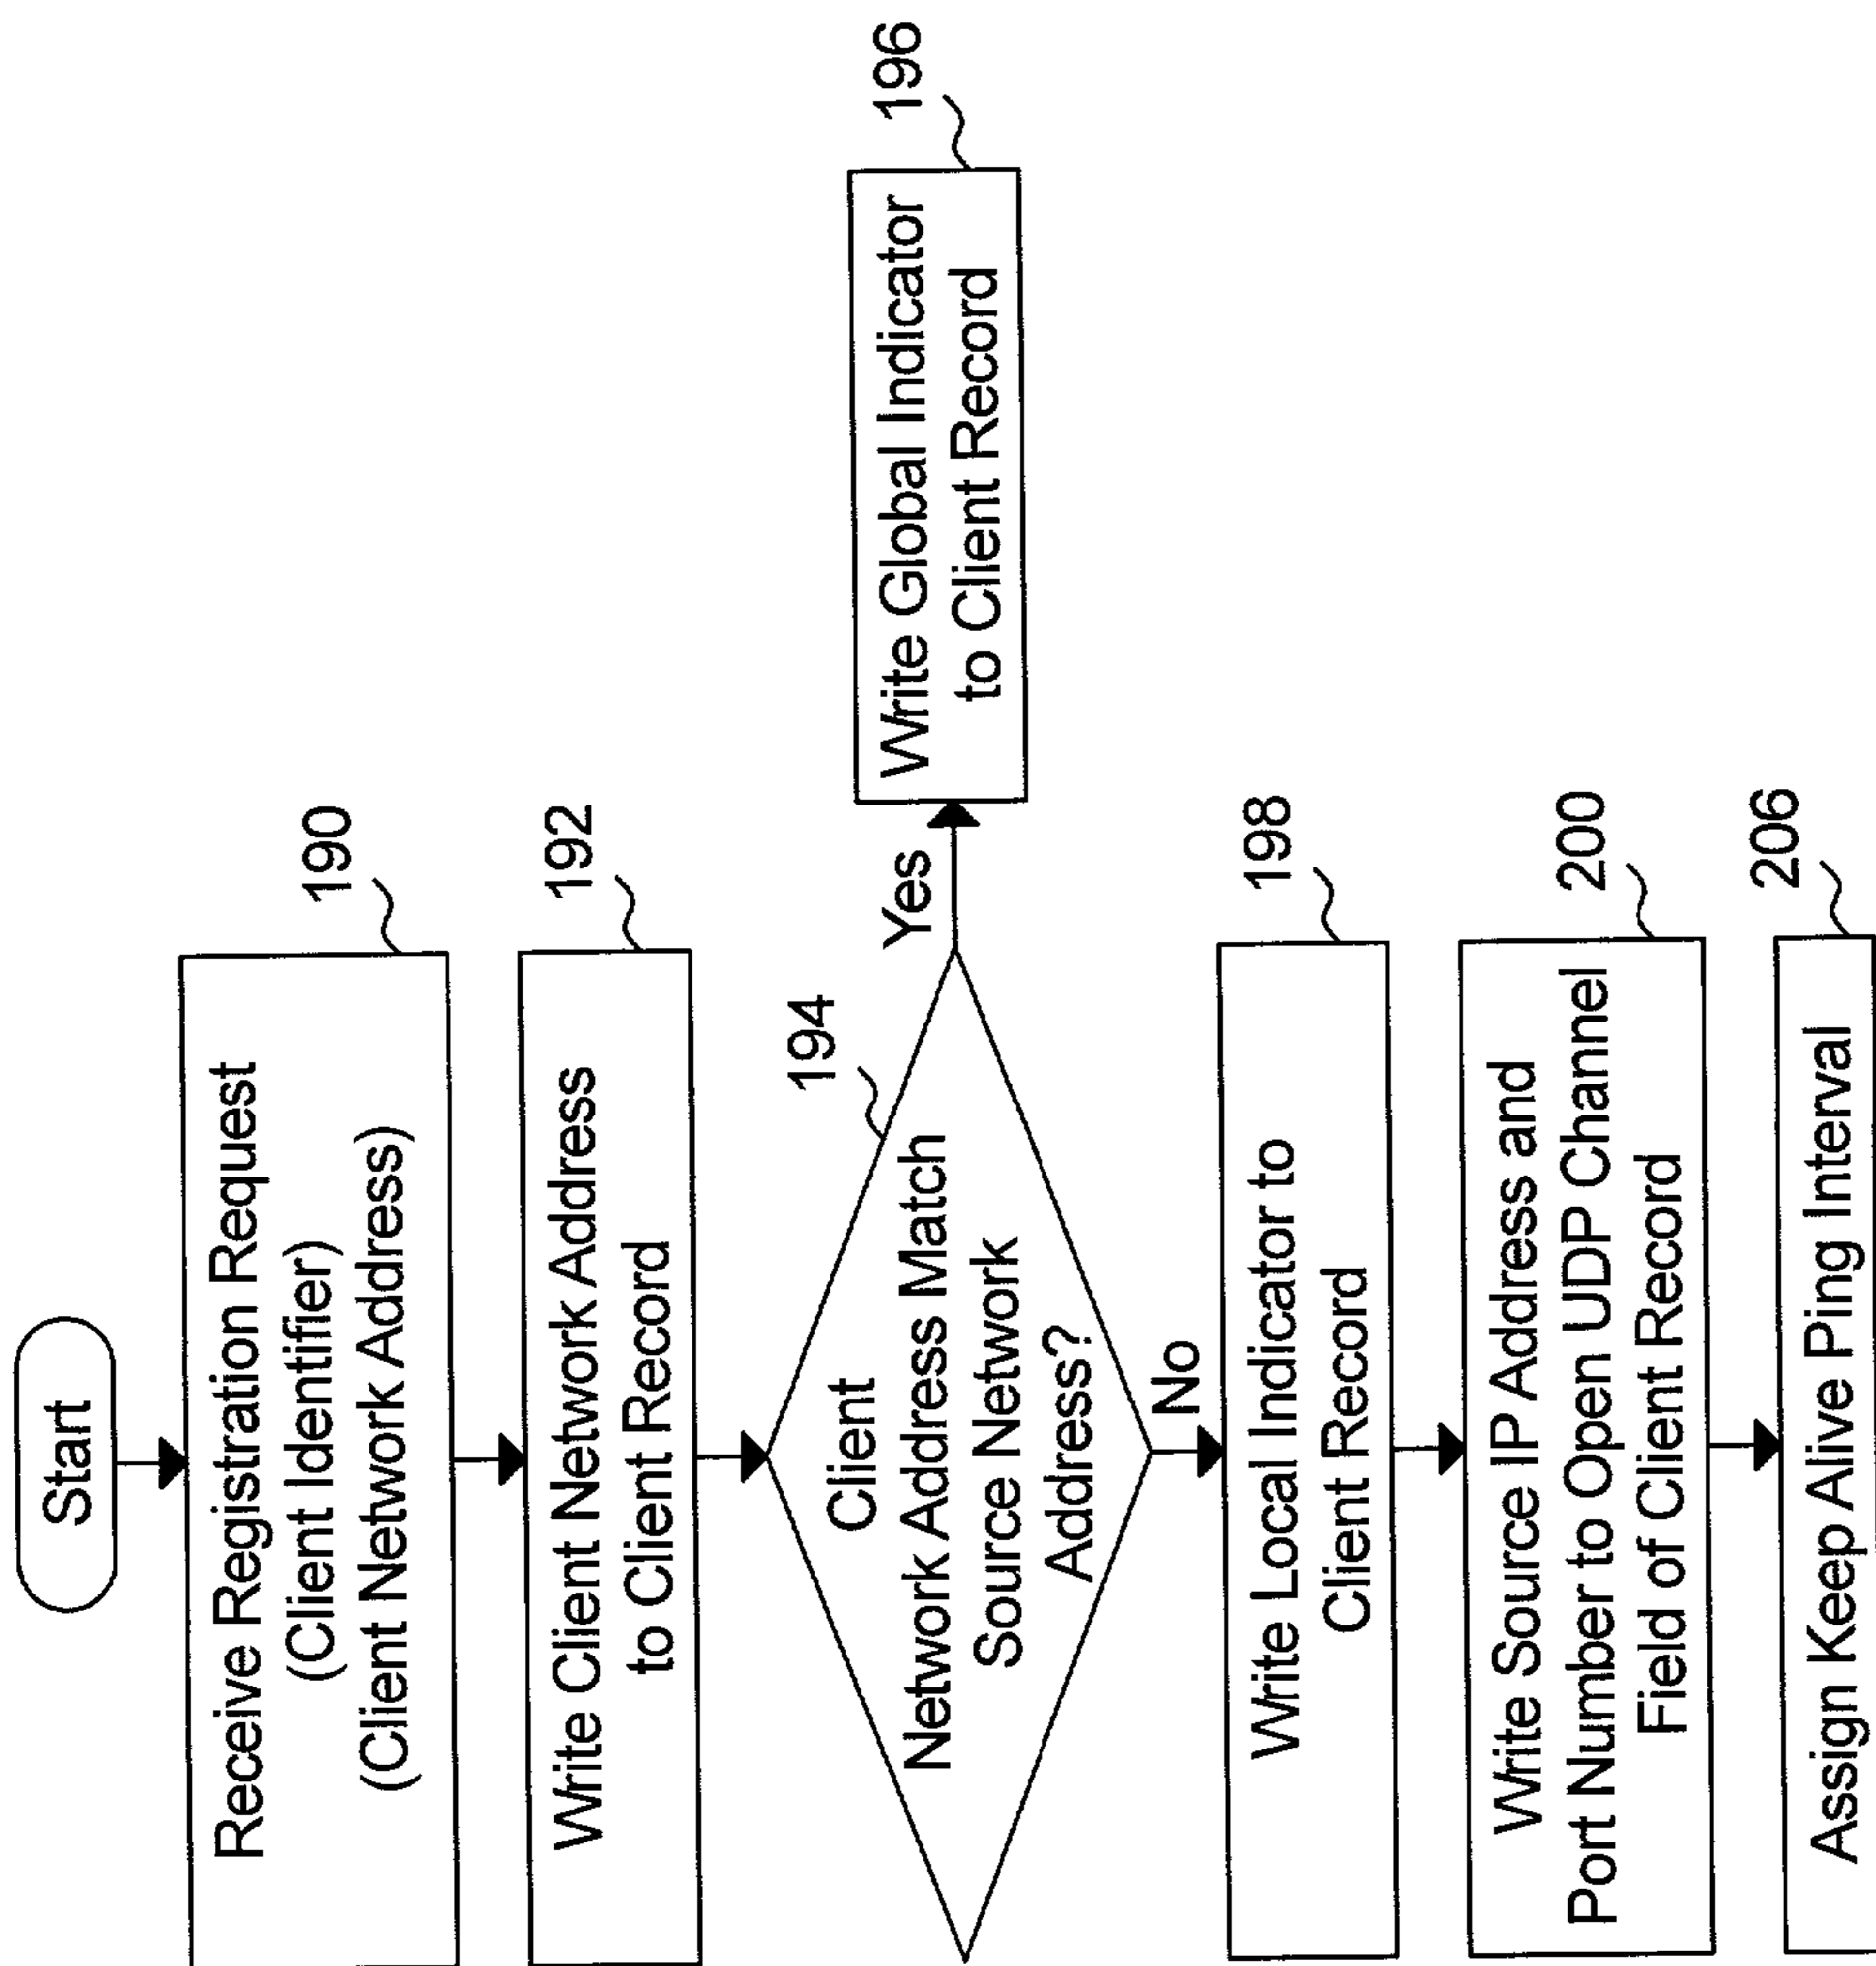 Start
Receive Registration Request
(Client Identifier)
(Client Network Address)
190
Write Client Network Address
to Client Record
192
Client
Network Address Match
Source Network
Address?
194
Yes
Write Global Indicator
to Client Record
196
No
Write Local Indicator to
Client Record
198
Write Source IP Address and
Port Number to Open UDP Channel
Field of Client Record
200
Assign Keep Alive Ping Interval
206